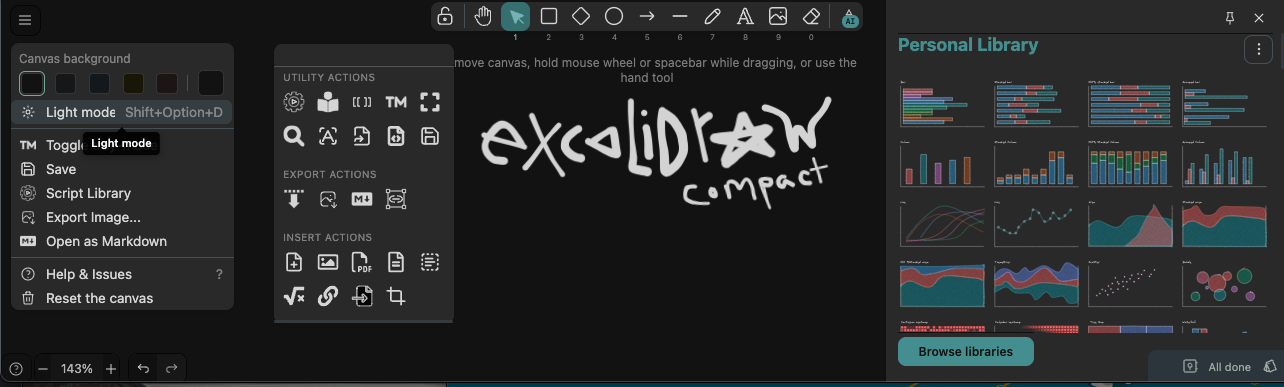 Canvas background
Light mode Shift+Option+D
Light mode
TM Toggle
Save
Script Library
Export Image...
M↓ Open as Markdown
Help & Issues ?
Reset the canvas
143%
UTILITY ACTIONS
TM
EXPORT ACTIONS
M↓
INSERT ACTIONS
PDF
A
AI
1 2 3 4 5 6 7 8 9 0
move canvas, hold mouse wheel or spacebar while dragging, or use the
hand tool
excaliDraw
compact
Personal Library
Browse libraries
All done